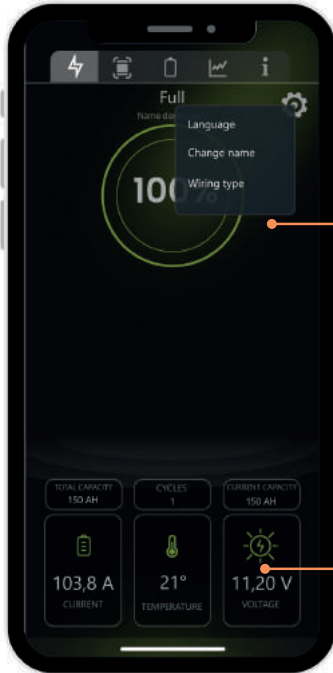 i
Full
Name
Language
Change name
Wiring type
100%
TOTAL CAPACITY
150 AH
CYCLES
1
CURRENT CAPACITY
150 AH
103,8 A
CURRENT
21°
TEMPERATURE
11,20 V
VOLTAGE